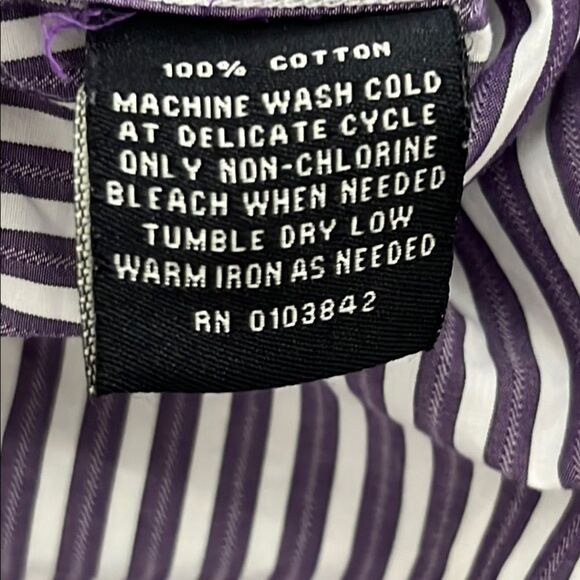 100% COTTON
MACHINE WASH COLD
AT DELICATE CYCLE
ONLY NON-CHLORINE
BLEACH WHEN NEEDED
TUMBLE DRY LOW
WARM IRON AS NEEDED
RN 0103842